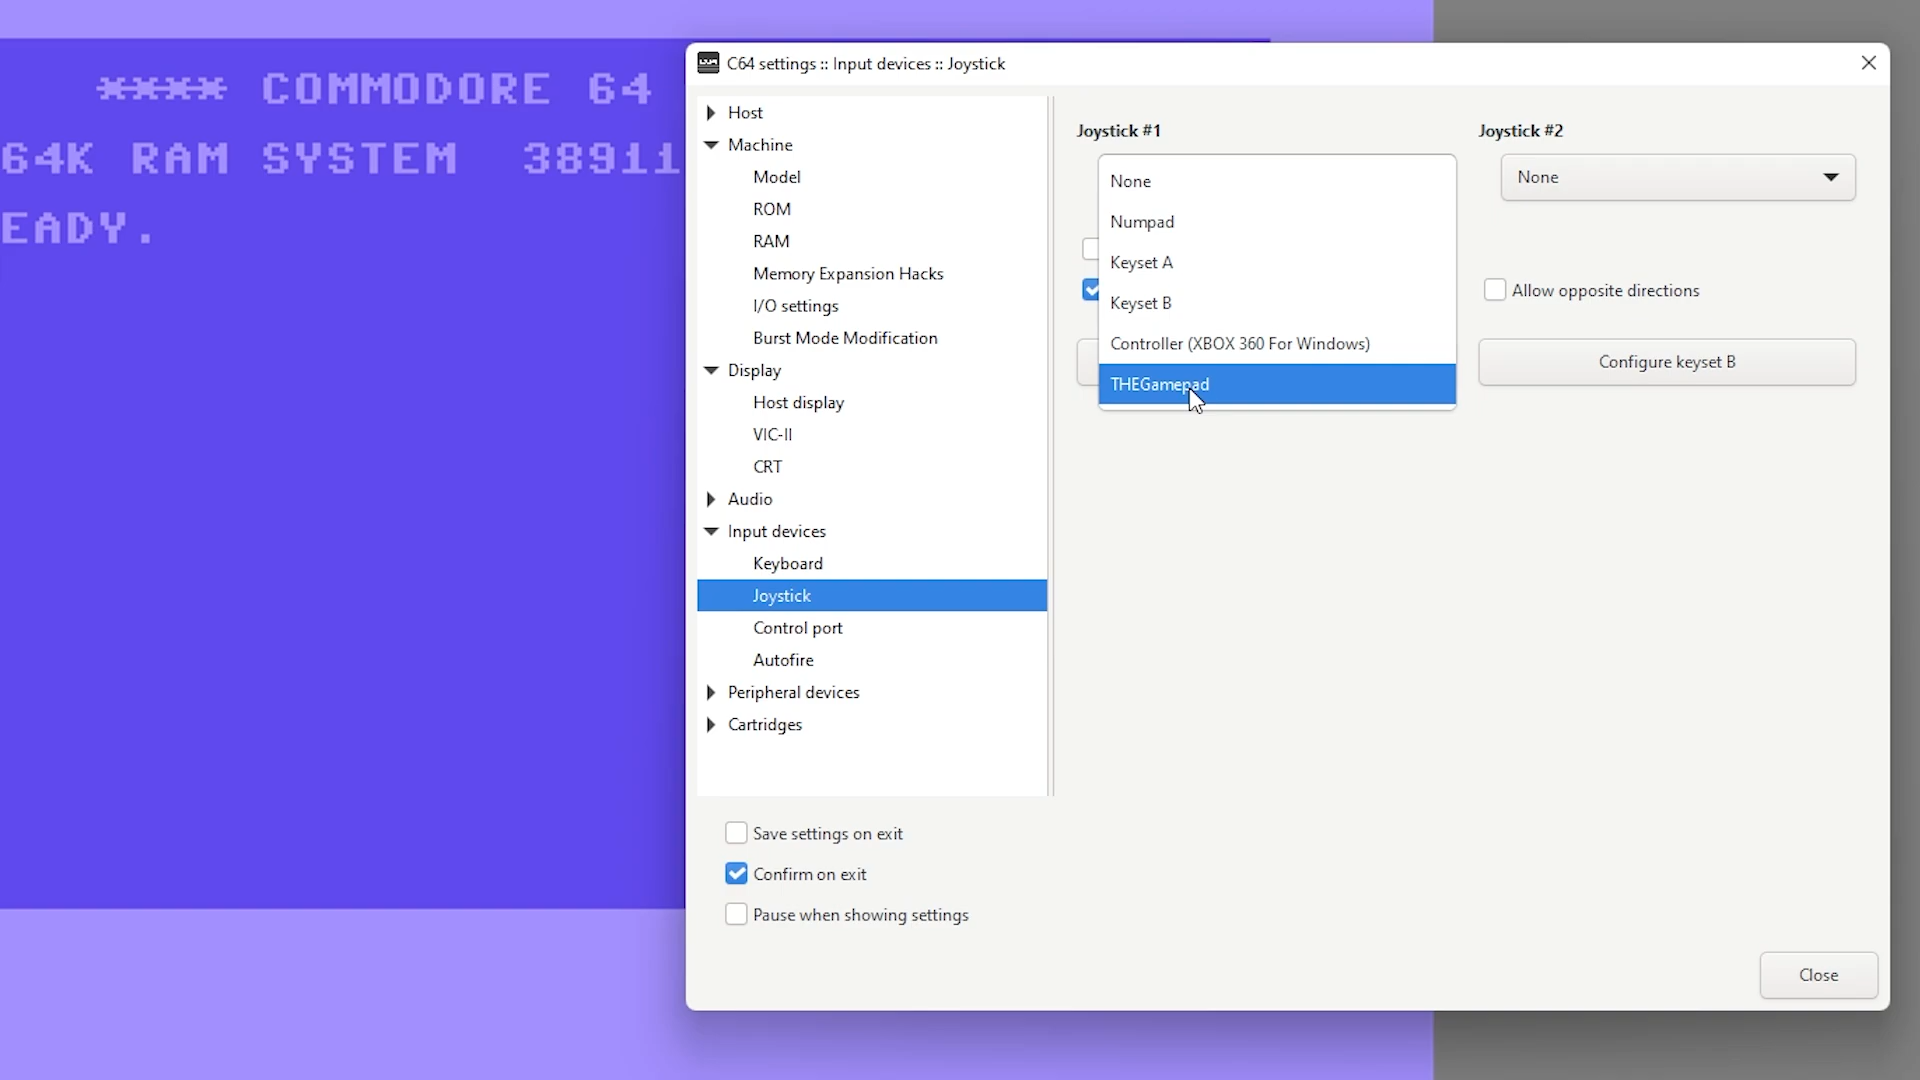 **** COMMODORE 64
64K RAM SYSTEM 38911
EADY.
C64 settings :: Input devices :: Joystick
Host
Machine
Model
ROM
RAM
Memory Expansion Hacks
I/O settings
Burst Mode Modification
Display
Host display
VIC-II
CRT
Audio
Input devices
Keyboard
Joystick
Control port
Autofire
Peripheral devices
Cartridges
Save settings on exit
Confirm on exit
Pause when showing settings
Joystick #1
None
Numpad
Keyset A
Keyset B
Controller (XBOX 360 For Windows)
THEGamepad
Joystick #2
None
Allow opposite directions
Configure keyset B
Close